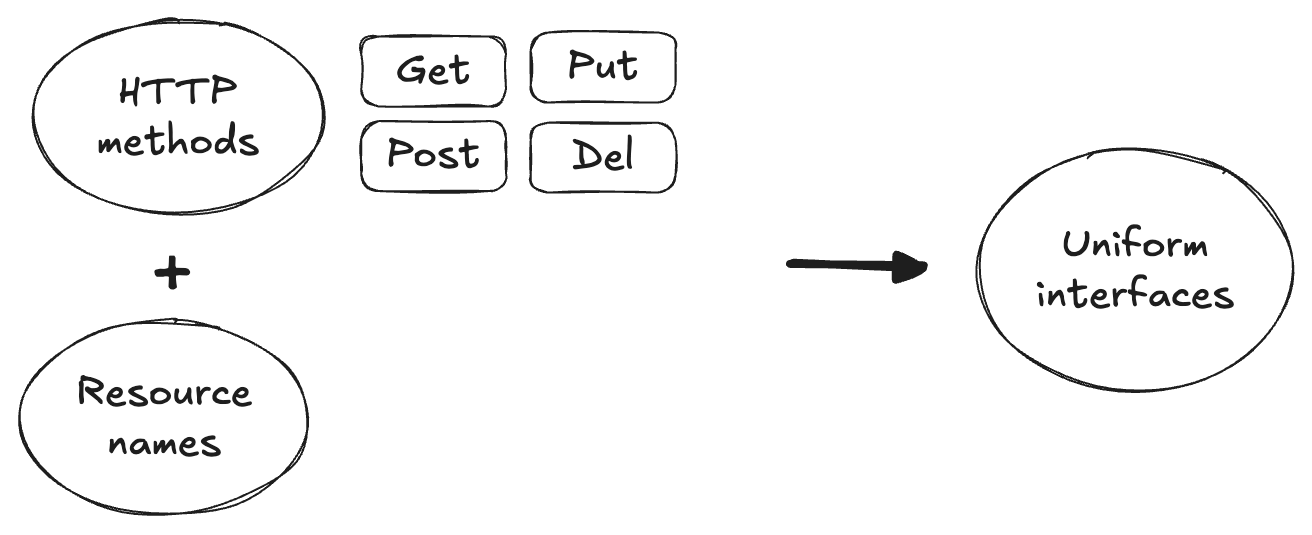 HTTP
methods
Get
Put
Post
Del
+
Resource
names
Uniform
interfaces